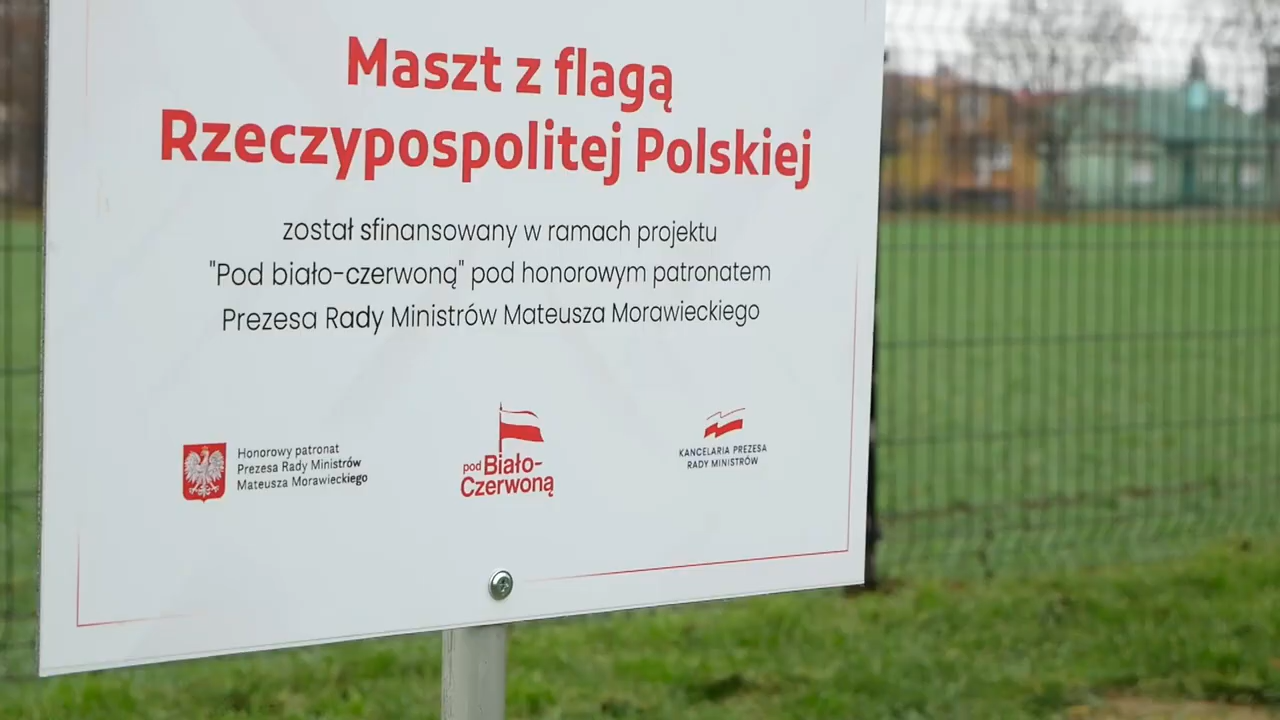 Maszt z flagą
Rzeczypospolitej Polskiej
został sfinansowany w ramach projektu
"Pod biało-czerwoną" pod honorowym patronatem
Prezesa Rady Ministrów Mateusza Morawieckiego
Honorowy patronat
Prezesa Rady Ministrów
Mateusza Morawieckiego
pod Biało-
Czerwoną
KANCELARIA PREZESA
RADY MINISTRÓW